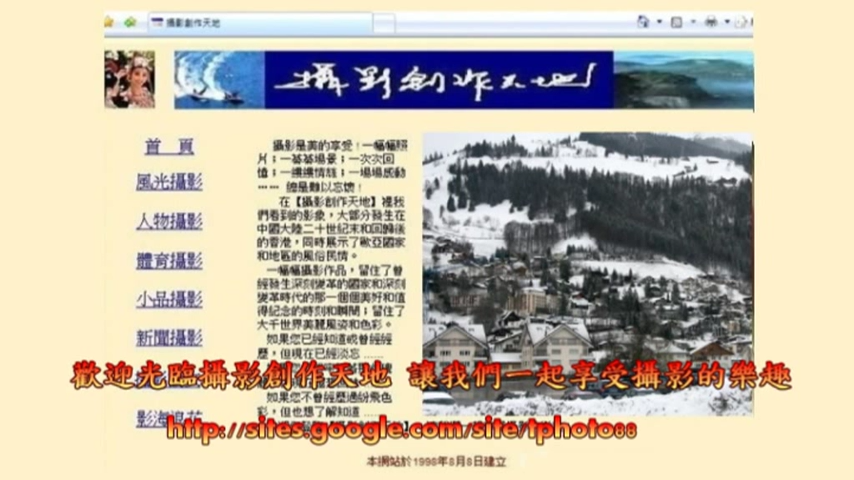 攝影創作天地
攝影創作天地
首 頁
風光攝影
人物攝影
體育攝影
小品攝影
新聞攝影
攝影是美的享受!一幅幅照
片;一幕幕場景;一次次回
憶;一縷縷情誼;一場場感動
…… 總是難以忘懷!
在【攝影創作天地】裡我
們看到的影象,大部分發生在
中國大陸二十世紀末和回歸後
的香港,同時展示了歐亞國家
和地區的風俗民情。
一幅幅攝影作品,留住了曾
經發生深刻變革的國家和深刻
變革時代的那一個個美好和值
得紀念的時刻和瞬間;留住了
大千世界美麗風姿和色彩。
如果您已經知道或曾經經
歷,但現在已經淡忘……
如果您不曾經歷過繽飛色
彩,但也想了解知道……
歡迎光臨攝影創作天地 讓我們一起享受攝影的樂趣
http://sites.google.com/site/tphoto88
本網站於1998年8月8日建立